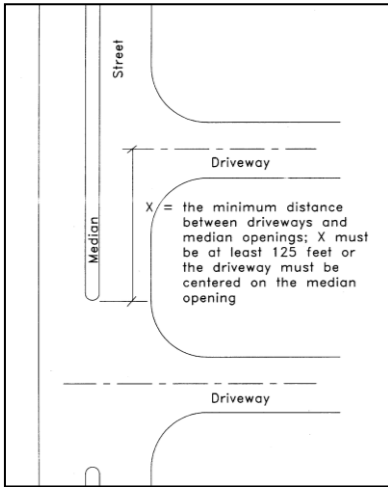 Street
Driveway
X = the minimum distance
between driveways and
median openings; X must
be at least 125 feet or
the driveway must be
centered on the median
opening
Median
Driveway